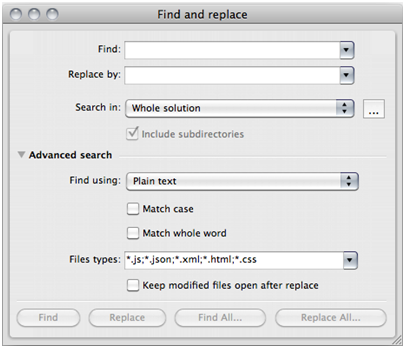 Find and replace
Find:
Replace by:
Search in: Whole solution ...
Include subdirectories
Advanced search
Find using: Plain text
Match case
Match whole word
Files types: *.js;*.json;*.xml;*.html;*.css
Keep modified files open after replace
Find Replace Find All... Replace All...